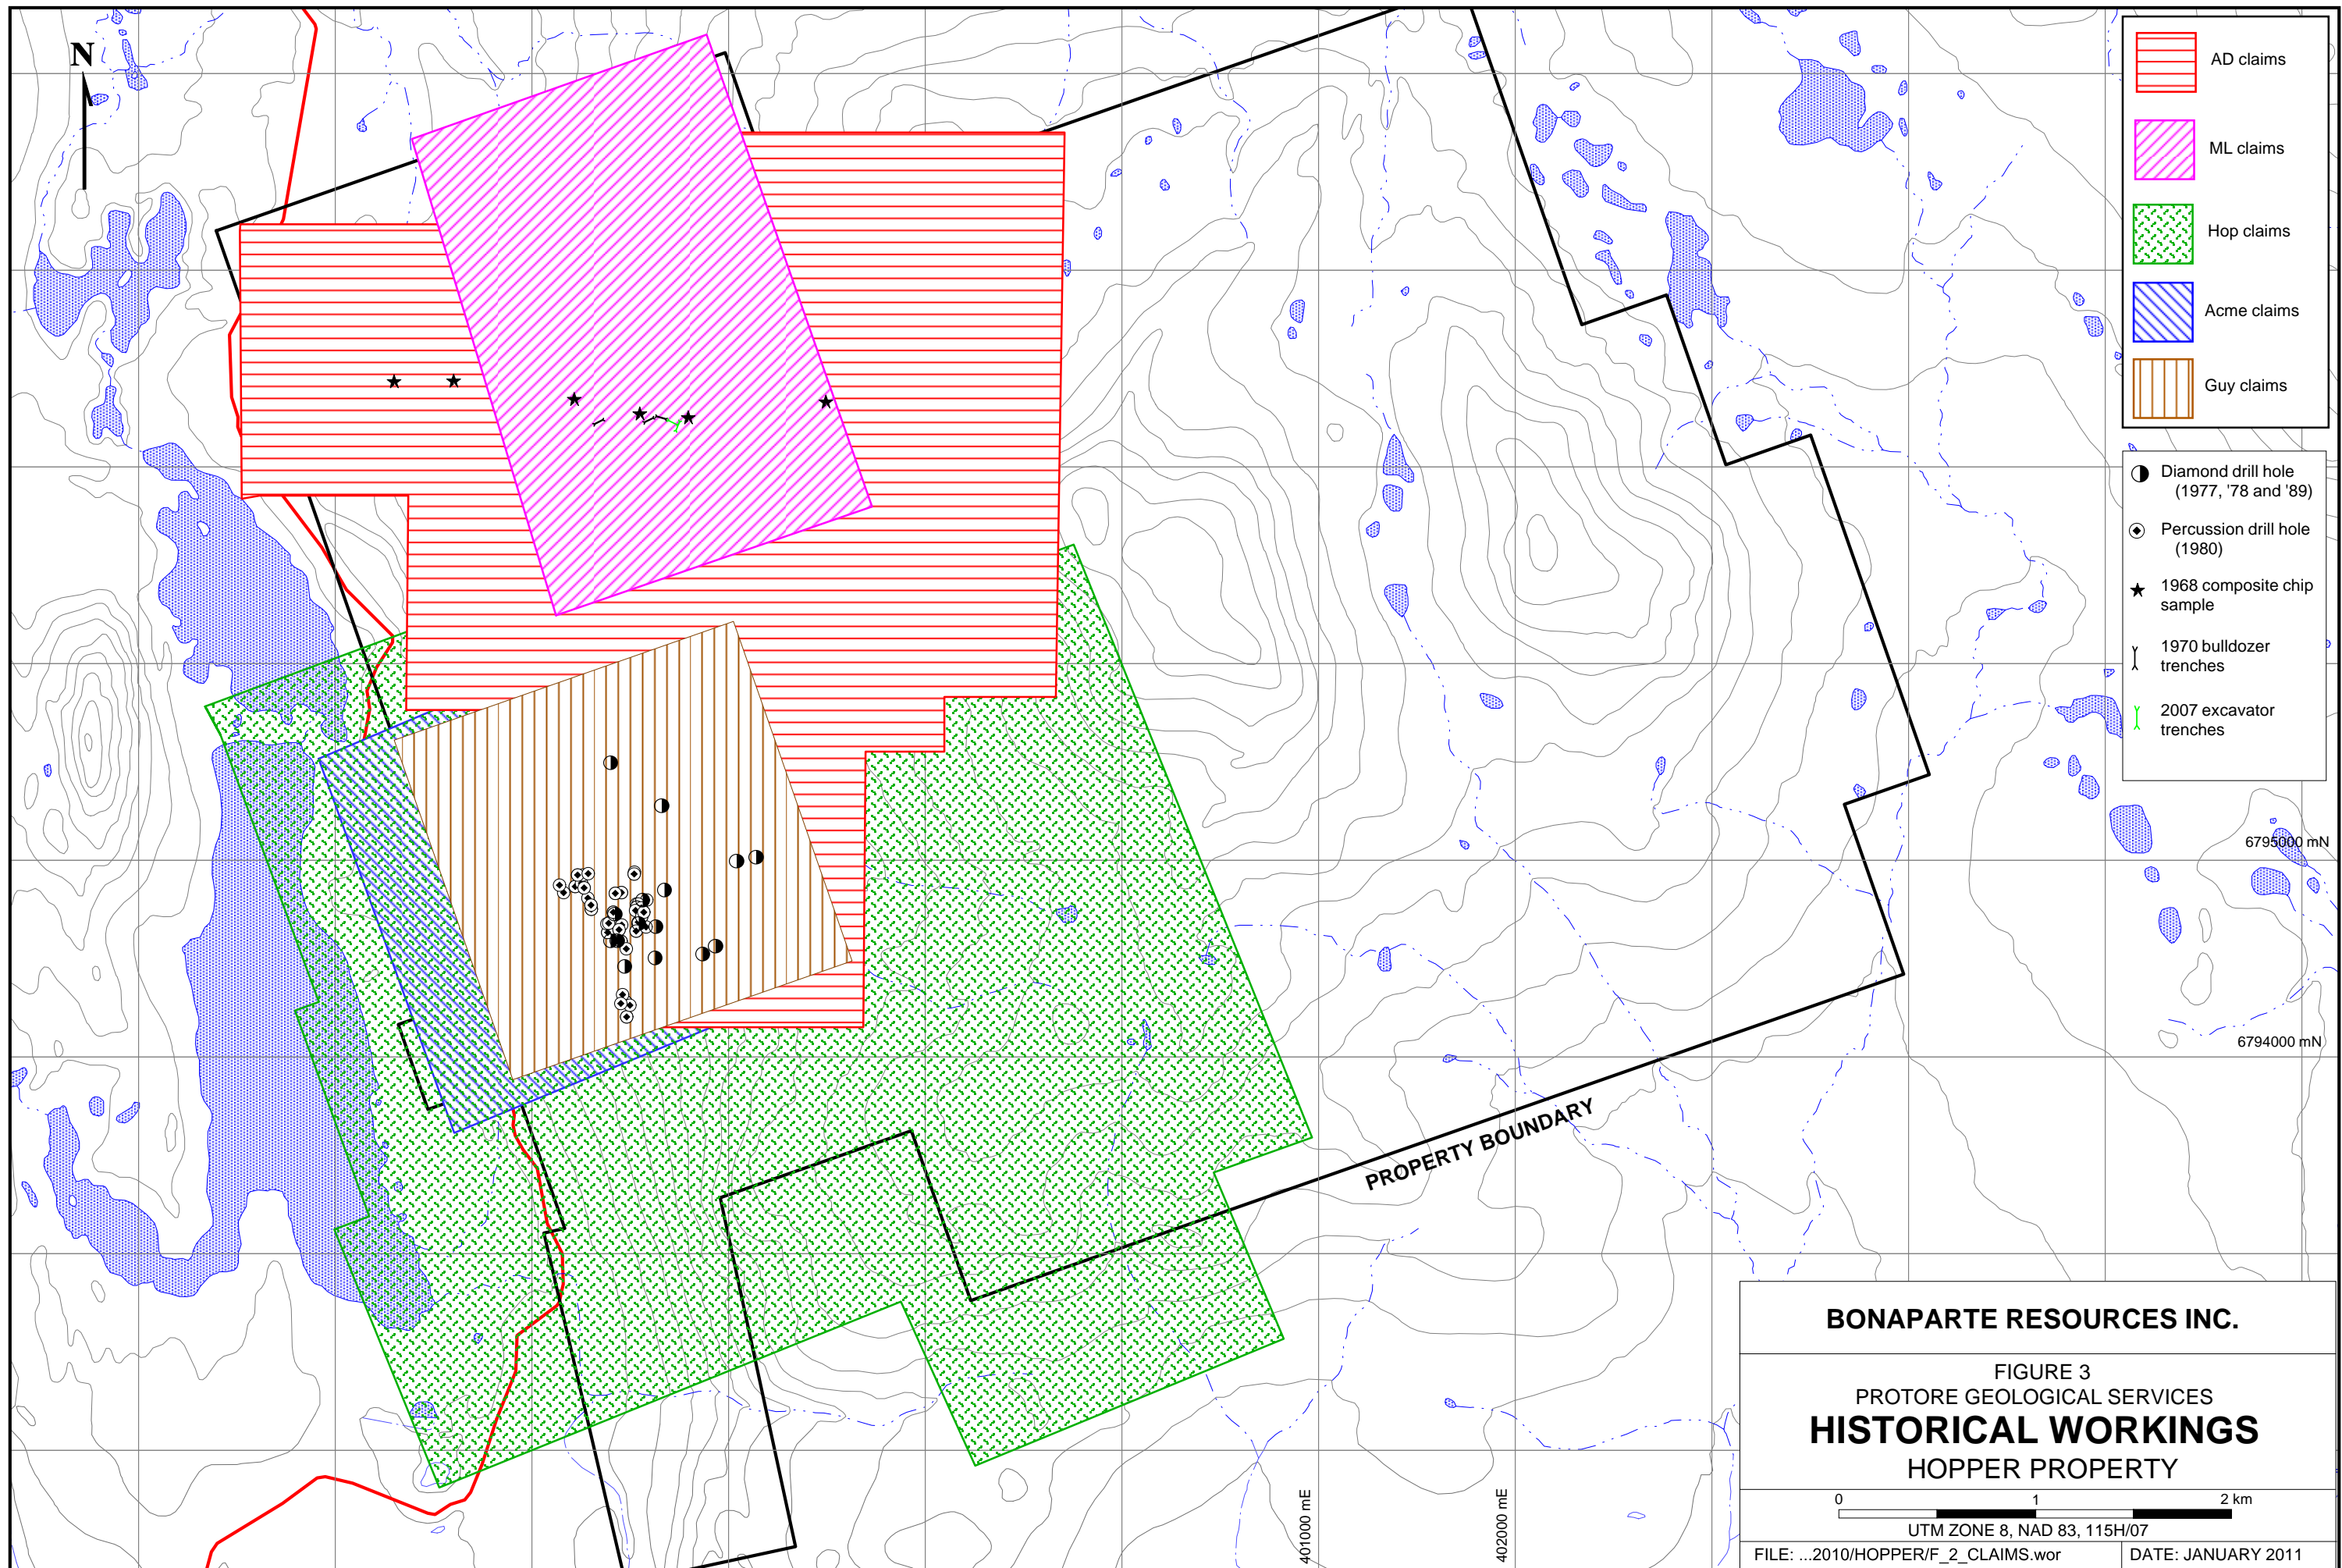 N
AD claims
ML claims
Hop claims
Acme claims
Guy claims
Diamond drill hole
(1977, '78 and '89)
Percussion drill hole
(1980)
1968 composite chip
sample
1970 bulldozer
trenches
2007 excavator
trenches
6795000 mN
6794000 mN
PROPERTY BOUNDARY
401000 mE
402000 mE
BONAPARTE RESOURCES INC.
FIGURE 3
PROTORE GEOLOGICAL SERVICES
HISTORICAL WORKINGS
HOPPER PROPERTY
0 1 2 km
UTM ZONE 8, NAD 83, 115H/07
FILE: ...2010/HOPPER/F_2_CLAIMS.wor
DATE: JANUARY 2011